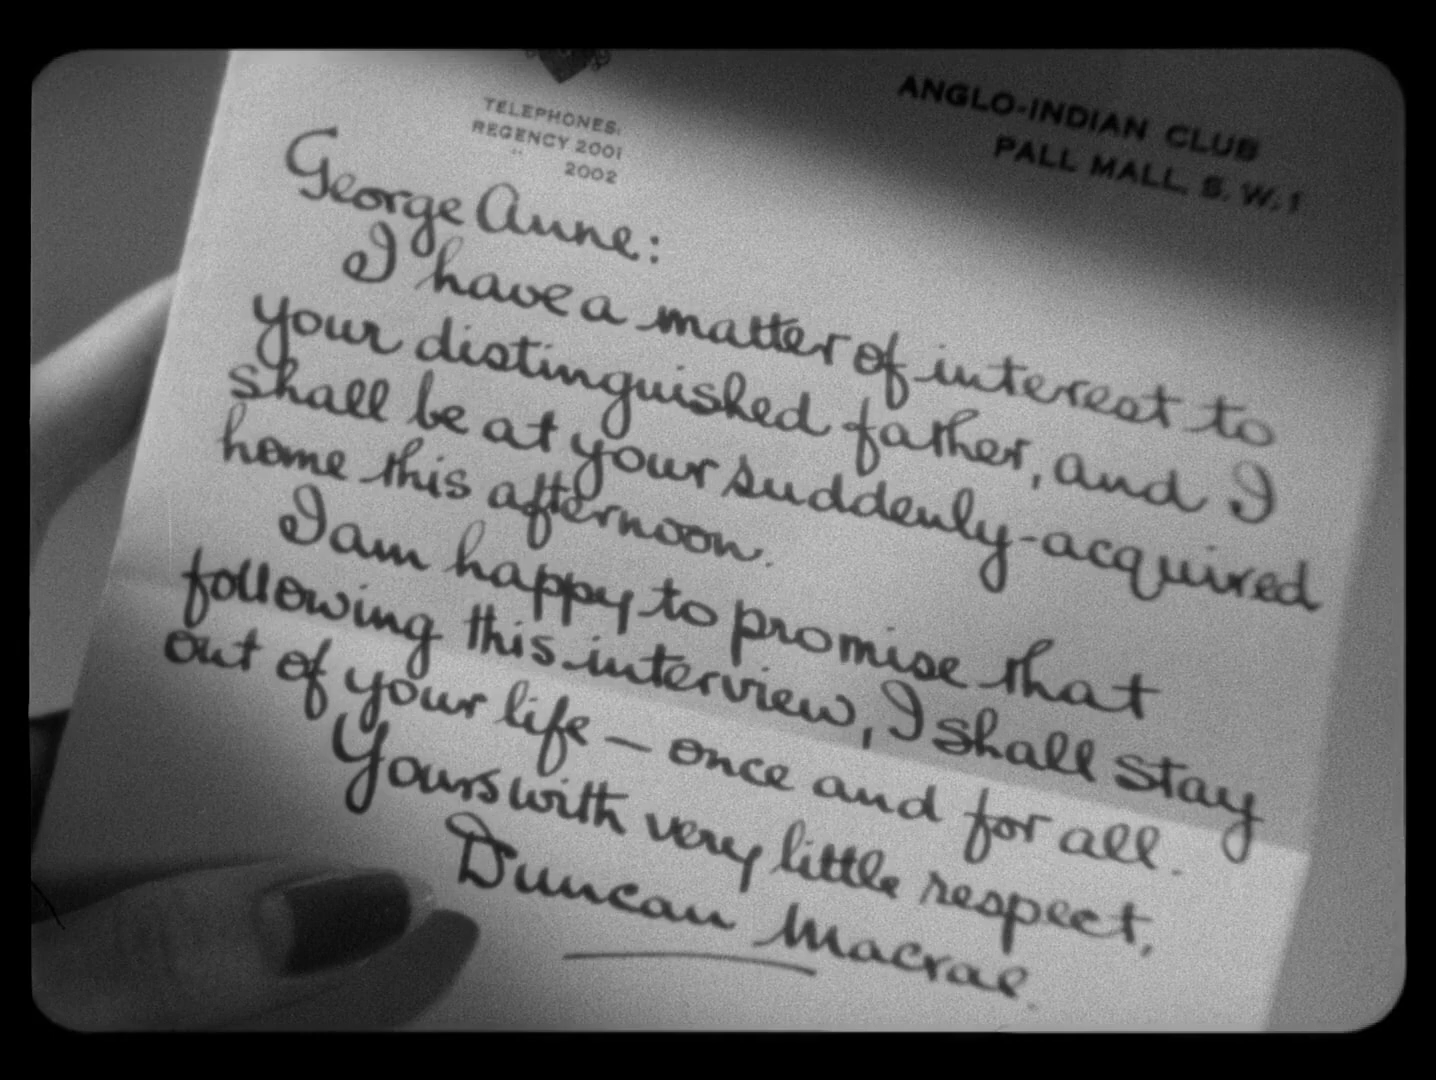 ANGLO-INDIAN CLUB
PALL MALL, S. W. 1
TELEPHONES:
REGENCY 2001
" 2002
George Anne:
I have a matter of interest to
your distinguished father, and I
shall be at your suddenly-acquired
home this afternoon.
I am happy to promise that
following this interview, I shall stay
out of your life — once and for all.
Yours with very little respect,
Duncan Macrae.